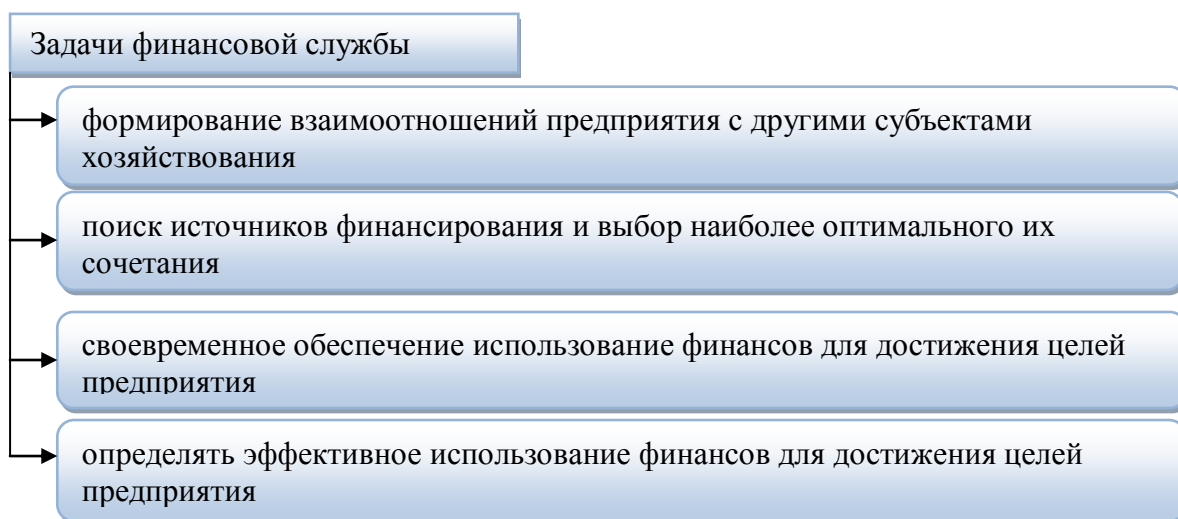 Задачи финансовой службы
формирование взаимоотношений предприятия с другими субъектами
хозяйствования
поиск источников финансирования и выбор наиболее оптимального их
сочетания
своевременное обеспечение использование финансов для достижения целей
предприятия
определять эффективное использование финансов для достижения целей
предприятия